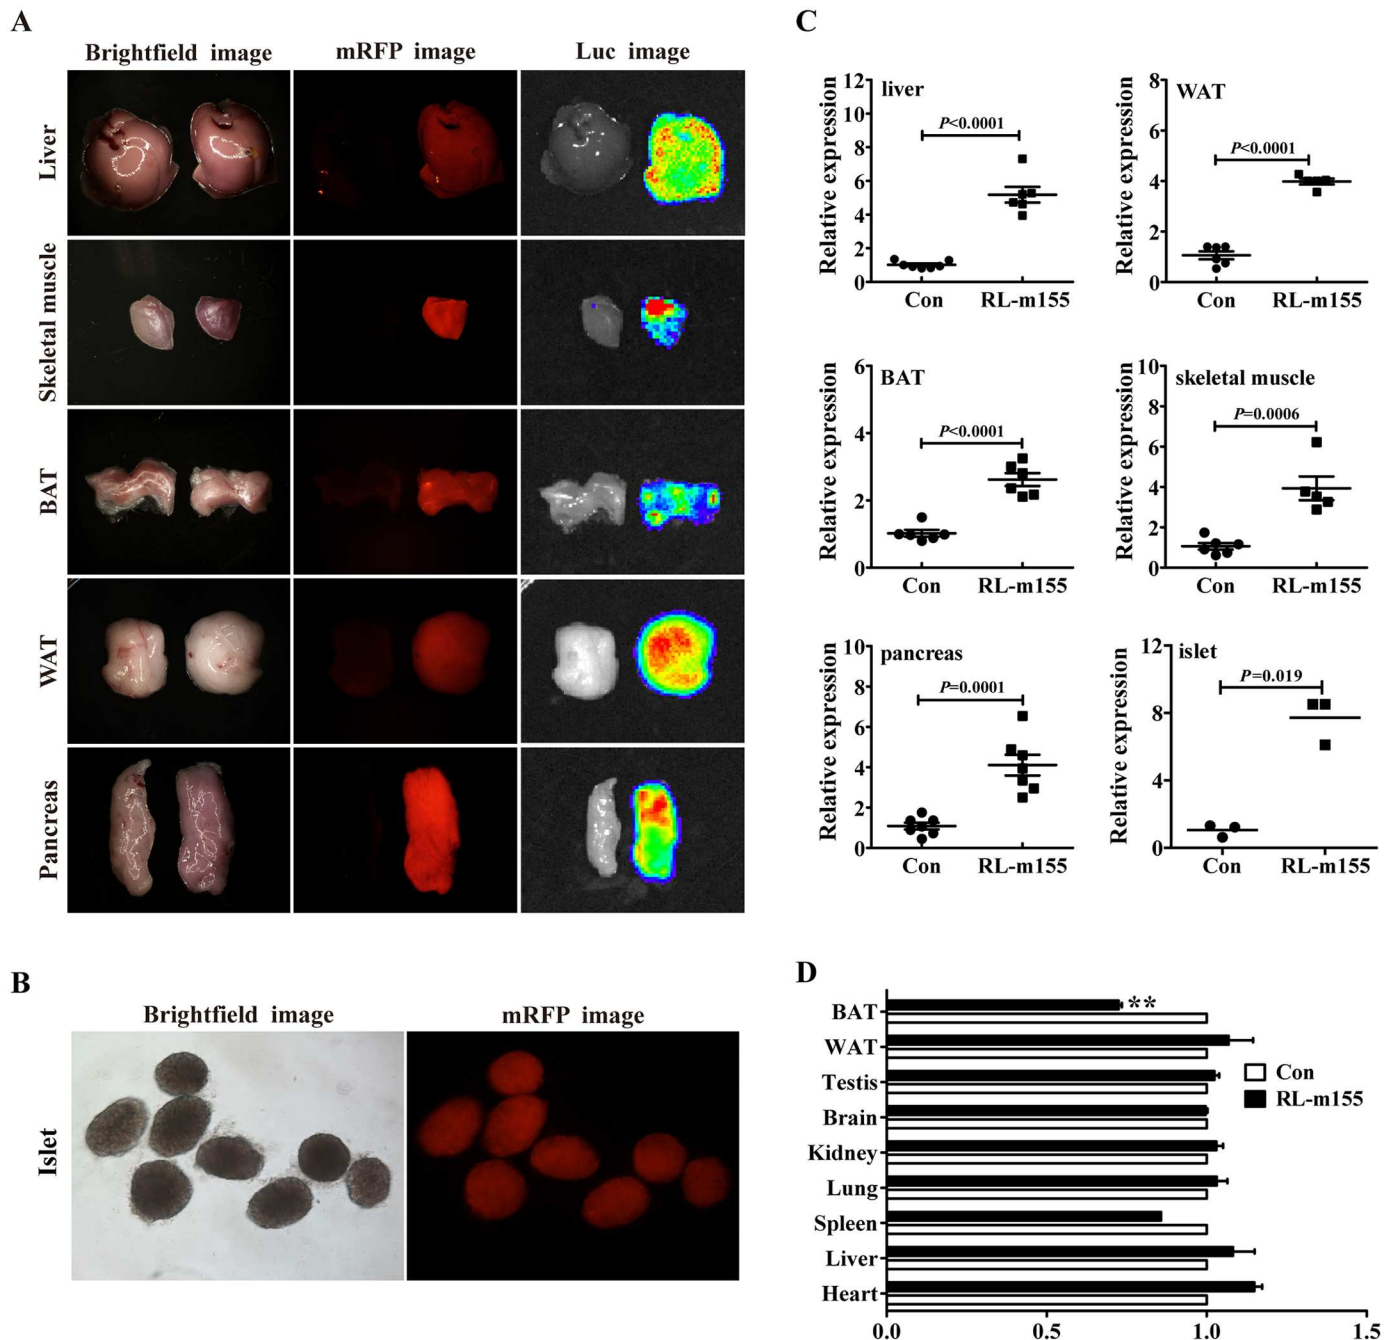 A
Brightfield image
mRFP image
Luc image
Liver
Skeletal muscle
BAT
WAT
Pancreas
B
Brightfield image
mRFP image
Islet
C
liver
Relative expression
12
10
8
6
4
2
0
P<0.0001
Con
RL-m155
WAT
Relative expression
8
6
4
2
0
P<0.0001
Con
RL-m155
BAT
Relative expression
6
4
2
0
P<0.0001
Con
RL-m155
skeletal muscle
Relative expression
10
8
6
4
2
0
P=0.0006
Con
RL-m155
pancreas
Relative expression
10
8
6
4
2
0
P=0.0001
Con
RL-m155
islet
Relative expression
12
8
4
0
P=0.019
Con
RL-m155
D
BAT
**
WAT
Testis
Brain
Kidney
Lung
Spleen
Liver
Heart
Con
RL-m155
0.0
0.5
1.0
1.5